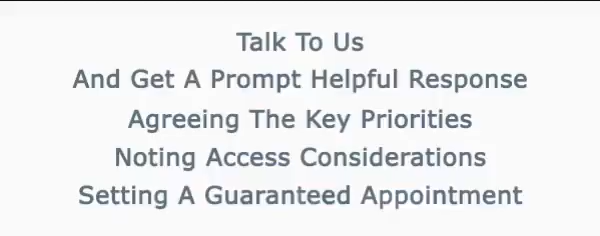 Talk To Us
And Get A Prompt Helpful Response
Agreeing The Key Priorities
Noting Access Considerations
Setting A Guaranteed Appointment